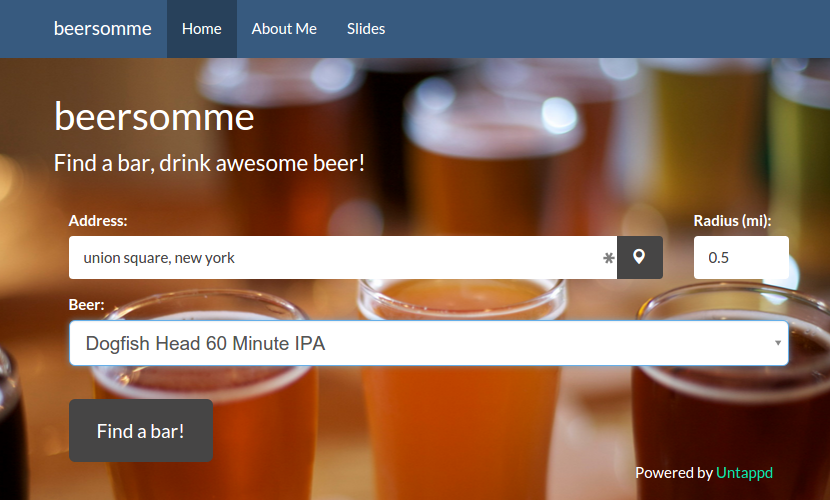 beersomme Home About Me Slides
beersomme
Find a bar, drink awesome beer!
Address: Radius (mi):
union square, new york 0.5
Beer:
Dogfish Head 60 Minute IPA
Find a bar!
Powered by Untappd